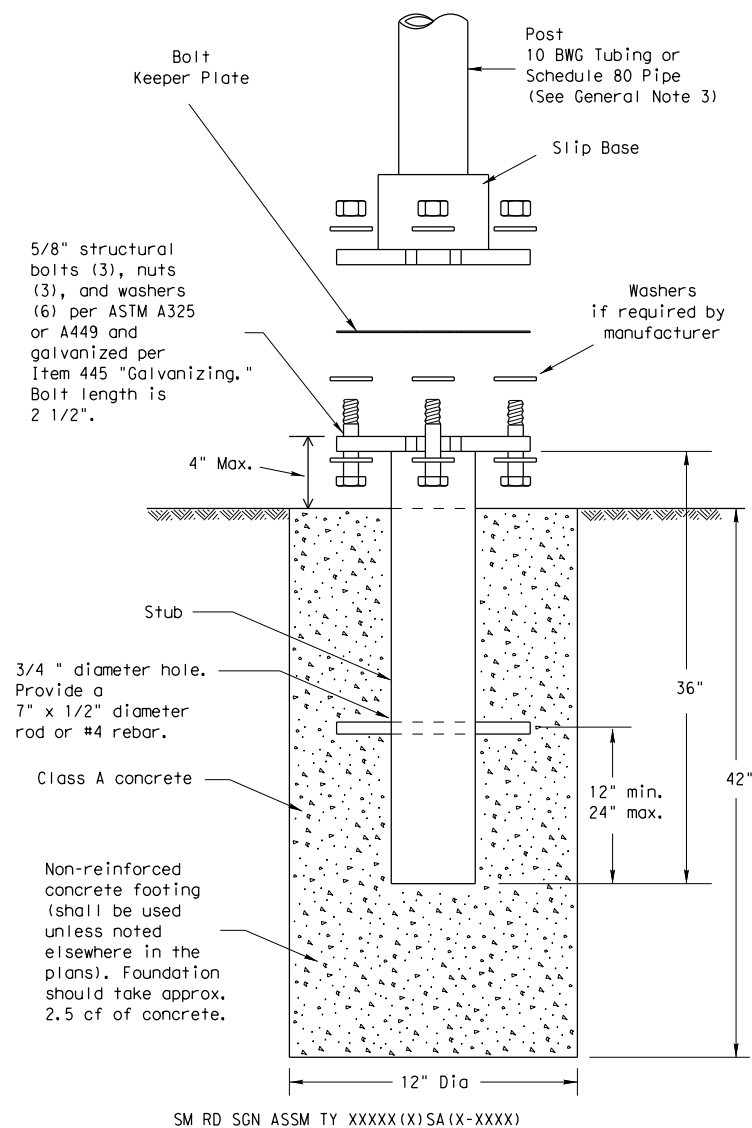 Post
10 BWG Tubing or
Schedule 80 Pipe
(See General Note 3)
Bolt
Keeper Plate
Slip Base
5/8" structural
bolts (3), nuts
(3), and washers
(6) per ASTM A325
or A449 and
galvanized per
Item 445 "Galvanizing."
Bolt length is
2 1/2".
Washers
if required by
manufacturer
4" Max.
Stub
3/4 " diameter hole.
Provide a
7" x 1/2" diameter
rod or #4 rebar.
36"
Class A concrete
12" min.
24" max.
42"
Non-reinforced
concrete footing
(shall be used
unless noted
elsewhere in the
plans). Foundation
should take approx.
2.5 cf of concrete.
12" Dia
SM RD SGN ASSM TY XXXXX(X)SA(X-XXXX)